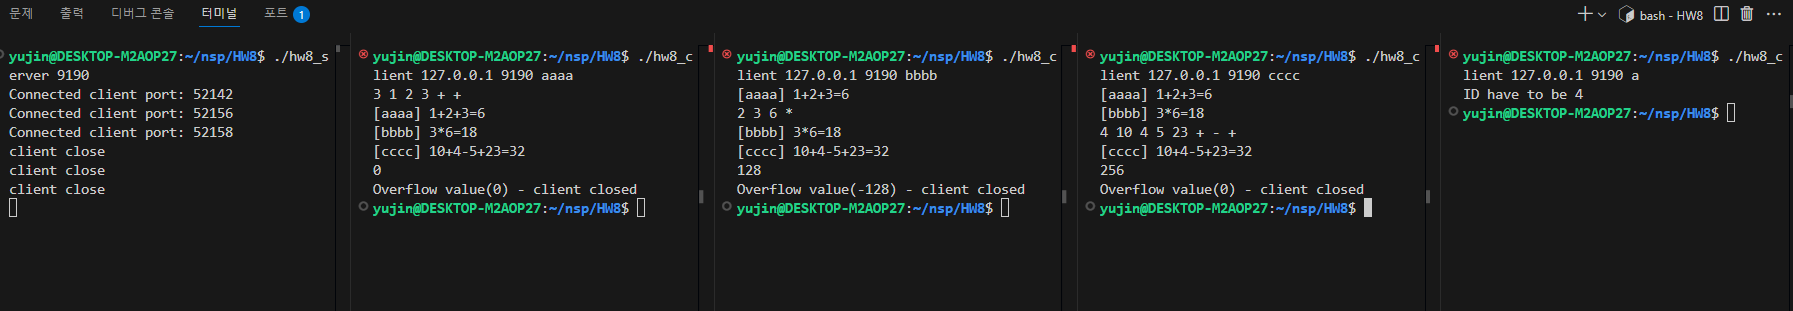 문제 출력 디버그 콘솔 터미널 포트 1 bash - HW8
yujin@DESKTOP-M2AOP27:~/nsp/HW8$ ./hw8_s
erver 9190
Connected client port: 52142
Connected client port: 52156
Connected client port: 52158
client close
client close
client close
yujin@DESKTOP-M2AOP27:~/nsp/HW8$ ./hw8_c
lient 127.0.0.1 9190 aaaa
3 1 2 3 + +
[aaaa] 1+2+3=6
[bbbb] 3*6=18
[cccc] 10+4-5+23=32
0
Overflow value(0) - client closed
yujin@DESKTOP-M2AOP27:~/nsp/HW8$
yujin@DESKTOP-M2AOP27:~/nsp/HW8$ ./hw8_c
lient 127.0.0.1 9190 bbbb
[aaaa] 1+2+3=6
2 3 6 *
[bbbb] 3*6=18
[cccc] 10+4-5+23=32
128
Overflow value(-128) - client closed
yujin@DESKTOP-M2AOP27:~/nsp/HW8$
yujin@DESKTOP-M2AOP27:~/nsp/HW8$ ./hw8_c
lient 127.0.0.1 9190 cccc
[aaaa] 1+2+3=6
[bbbb] 3*6=18
4 10 4 5 23 + - +
[cccc] 10+4-5+23=32
256
Overflow value(0) - client closed
yujin@DESKTOP-M2AOP27:~/nsp/HW8$
yujin@DESKTOP-M2AOP27:~/nsp/HW8$ ./hw8_c
lient 127.0.0.1 9190 a
ID have to be 4
yujin@DESKTOP-M2AOP27:~/nsp/HW8$